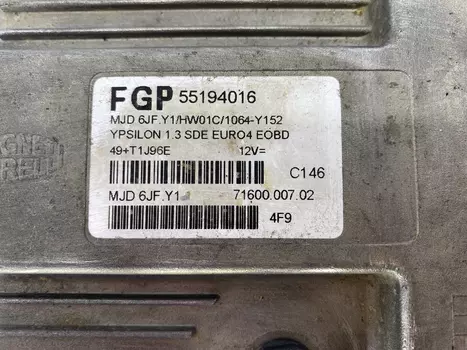 FGP 55194016
MJD 6JF.Y1/HW01C/1064-Y152
YPSILON 1.3 SDE EURO4 EOBD
49+T1J96E 12V=
C146
MJD 6JF.Y1 71600.007.02
4F9